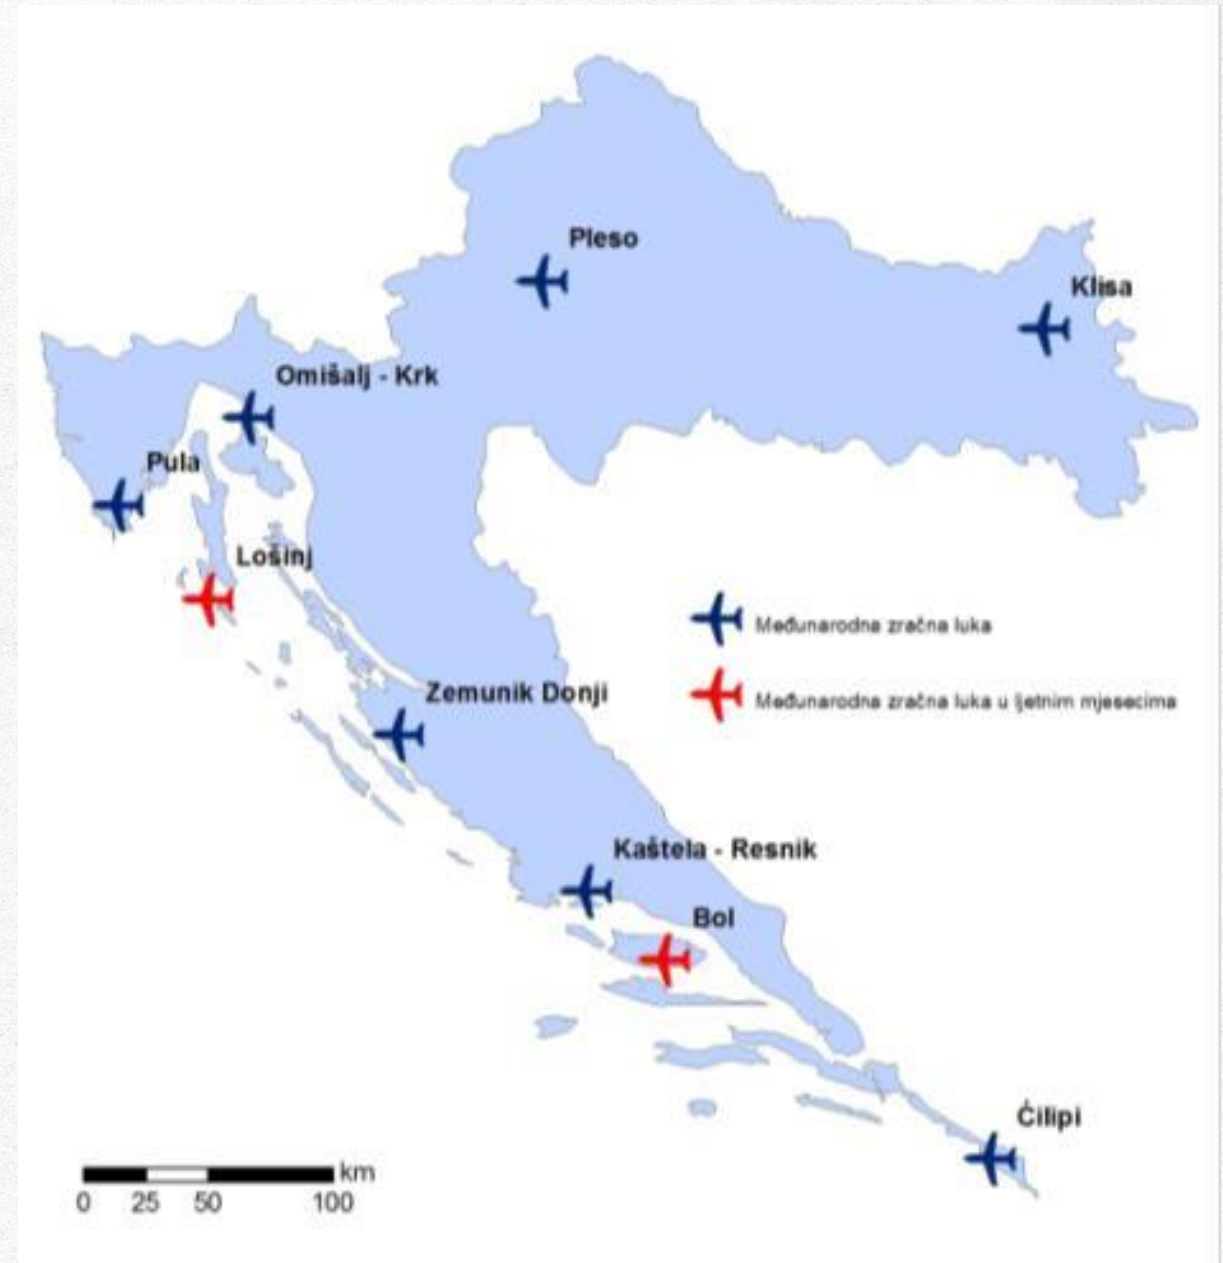 Pleso
Klisa
Omišalj - Krk
Pula
Lošinj
Međunarodna zračna luka
Zemunik Donji
Međunarodna zračna luka u ljetnim mjesecima
Kaštela - Resnik
Bol
Ćilipi
km
0 25 50 100